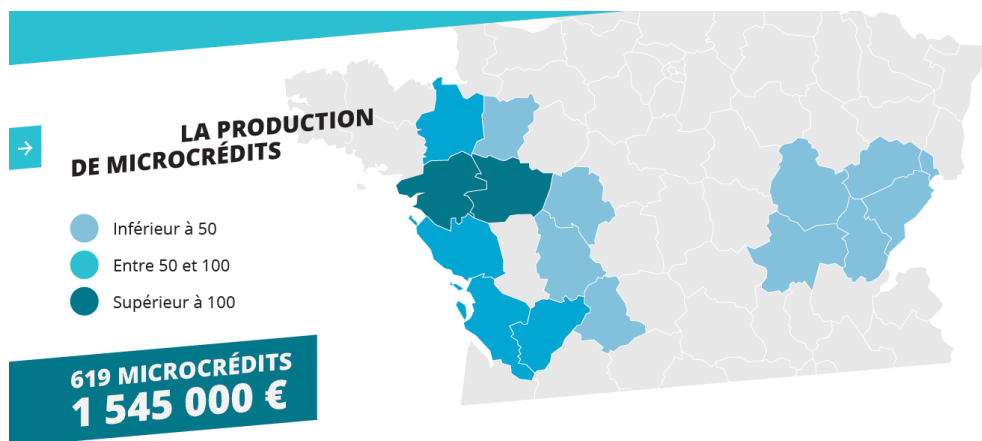 LA PRODUCTION
DE MICROCRÉDITS
Inférieur à 50
Entre 50 et 100
Supérieur à 100
619 MICROCRÉDITS
1 545 000 €